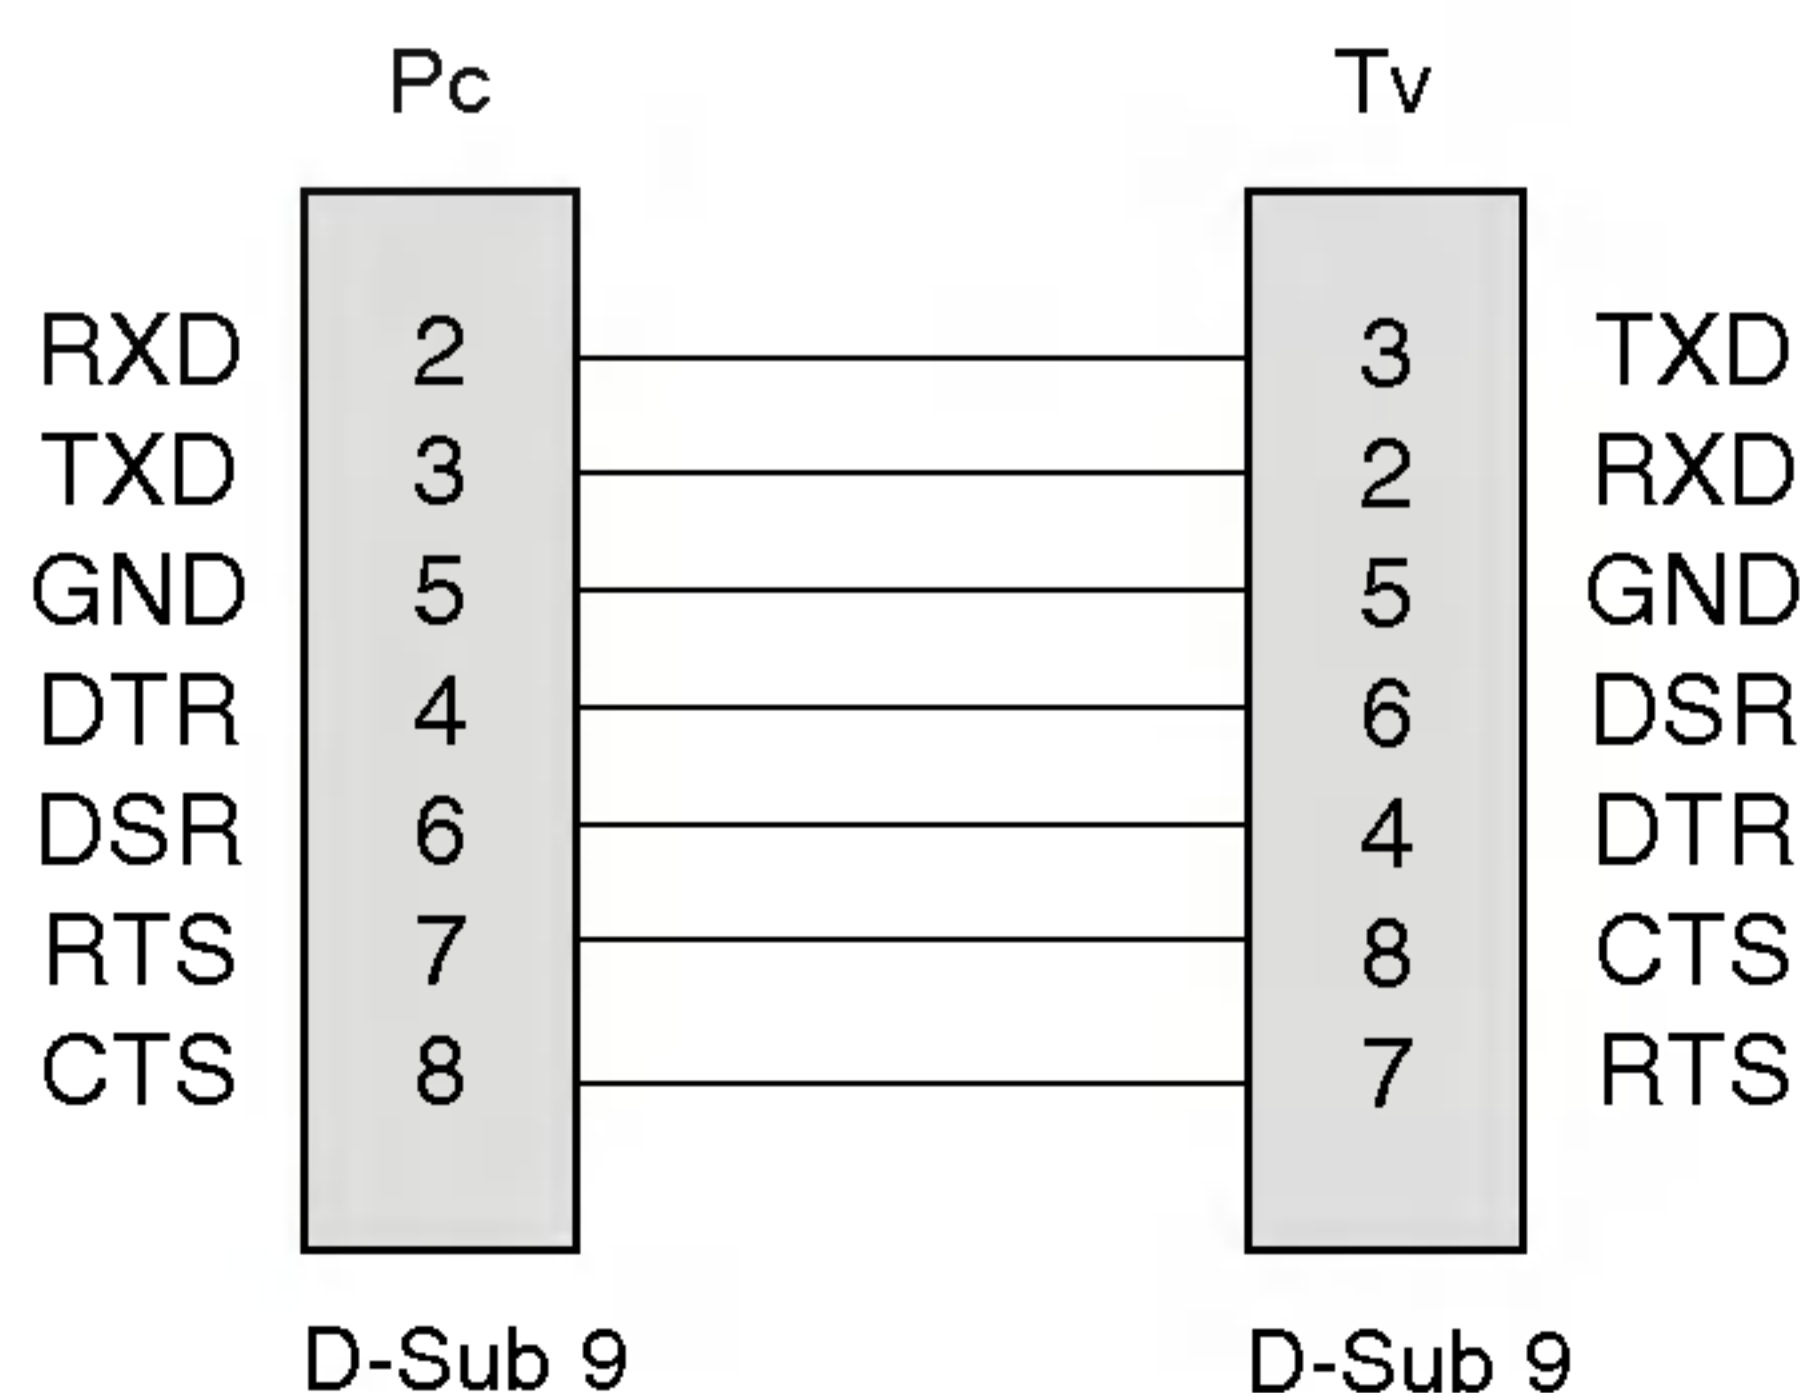 Pc Tv
RXD 2 3 TXD
TXD 3 2 RXD
GND 5 5 GND
DTR 4 6 DSR
DSR 6 4 DTR
RTS 7 8 CTS
CTS 8 7 RTS
D-Sub 9 D-Sub 9